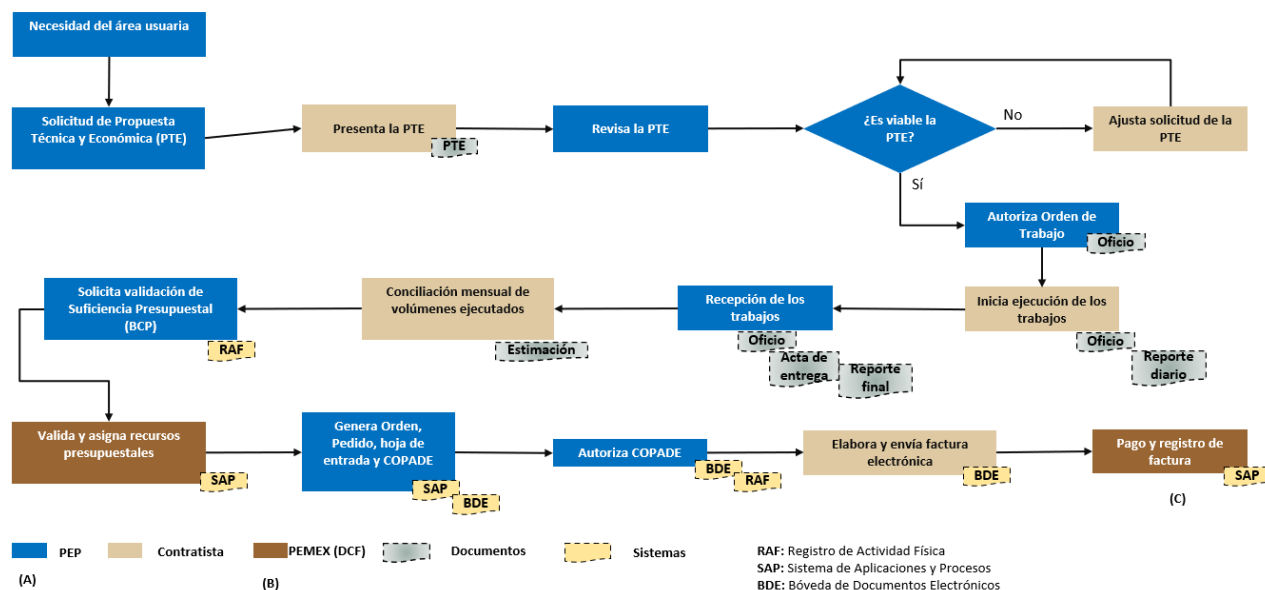 Necesidad del área usuaria
Solicitud de Propuesta
Técnica y Económica (PTE)
Presenta la PTE
PTE
Revisa la PTE
¿Es viable la
PTE?
No
Ajusta solicitud de la
PTE
Sí
Autoriza Orden de
Trabajo
Oficio
Solicita validación de
Suficiencia Presupuestal
(BCP)
RAF
Conciliación mensual de
volúmenes ejecutados
Estimación
Recepción de los
trabajos
Oficio
Acta de
entrega
Reporte
final
Inicia ejecución de los
trabajos
Oficio
Reporte
diario
Valida y asigna recursos
presupuestales
SAP
Genera Orden,
Pedido, hoja de
entrada y COPADE
SAP
BDE
Autoriza COPADE
BDE
RAF
Elabora y envía factura
electrónica
BDE
Pago y registro de
factura
SAP
(C)
PEP
Contratista
PEMEX (DCF)
Documentos
Sistemas
(A)
(B)
RAF: Registro de Actividad Física
SAP: Sistema de Aplicaciones y Procesos
BDE: Bóveda de Documentos Electrónicos